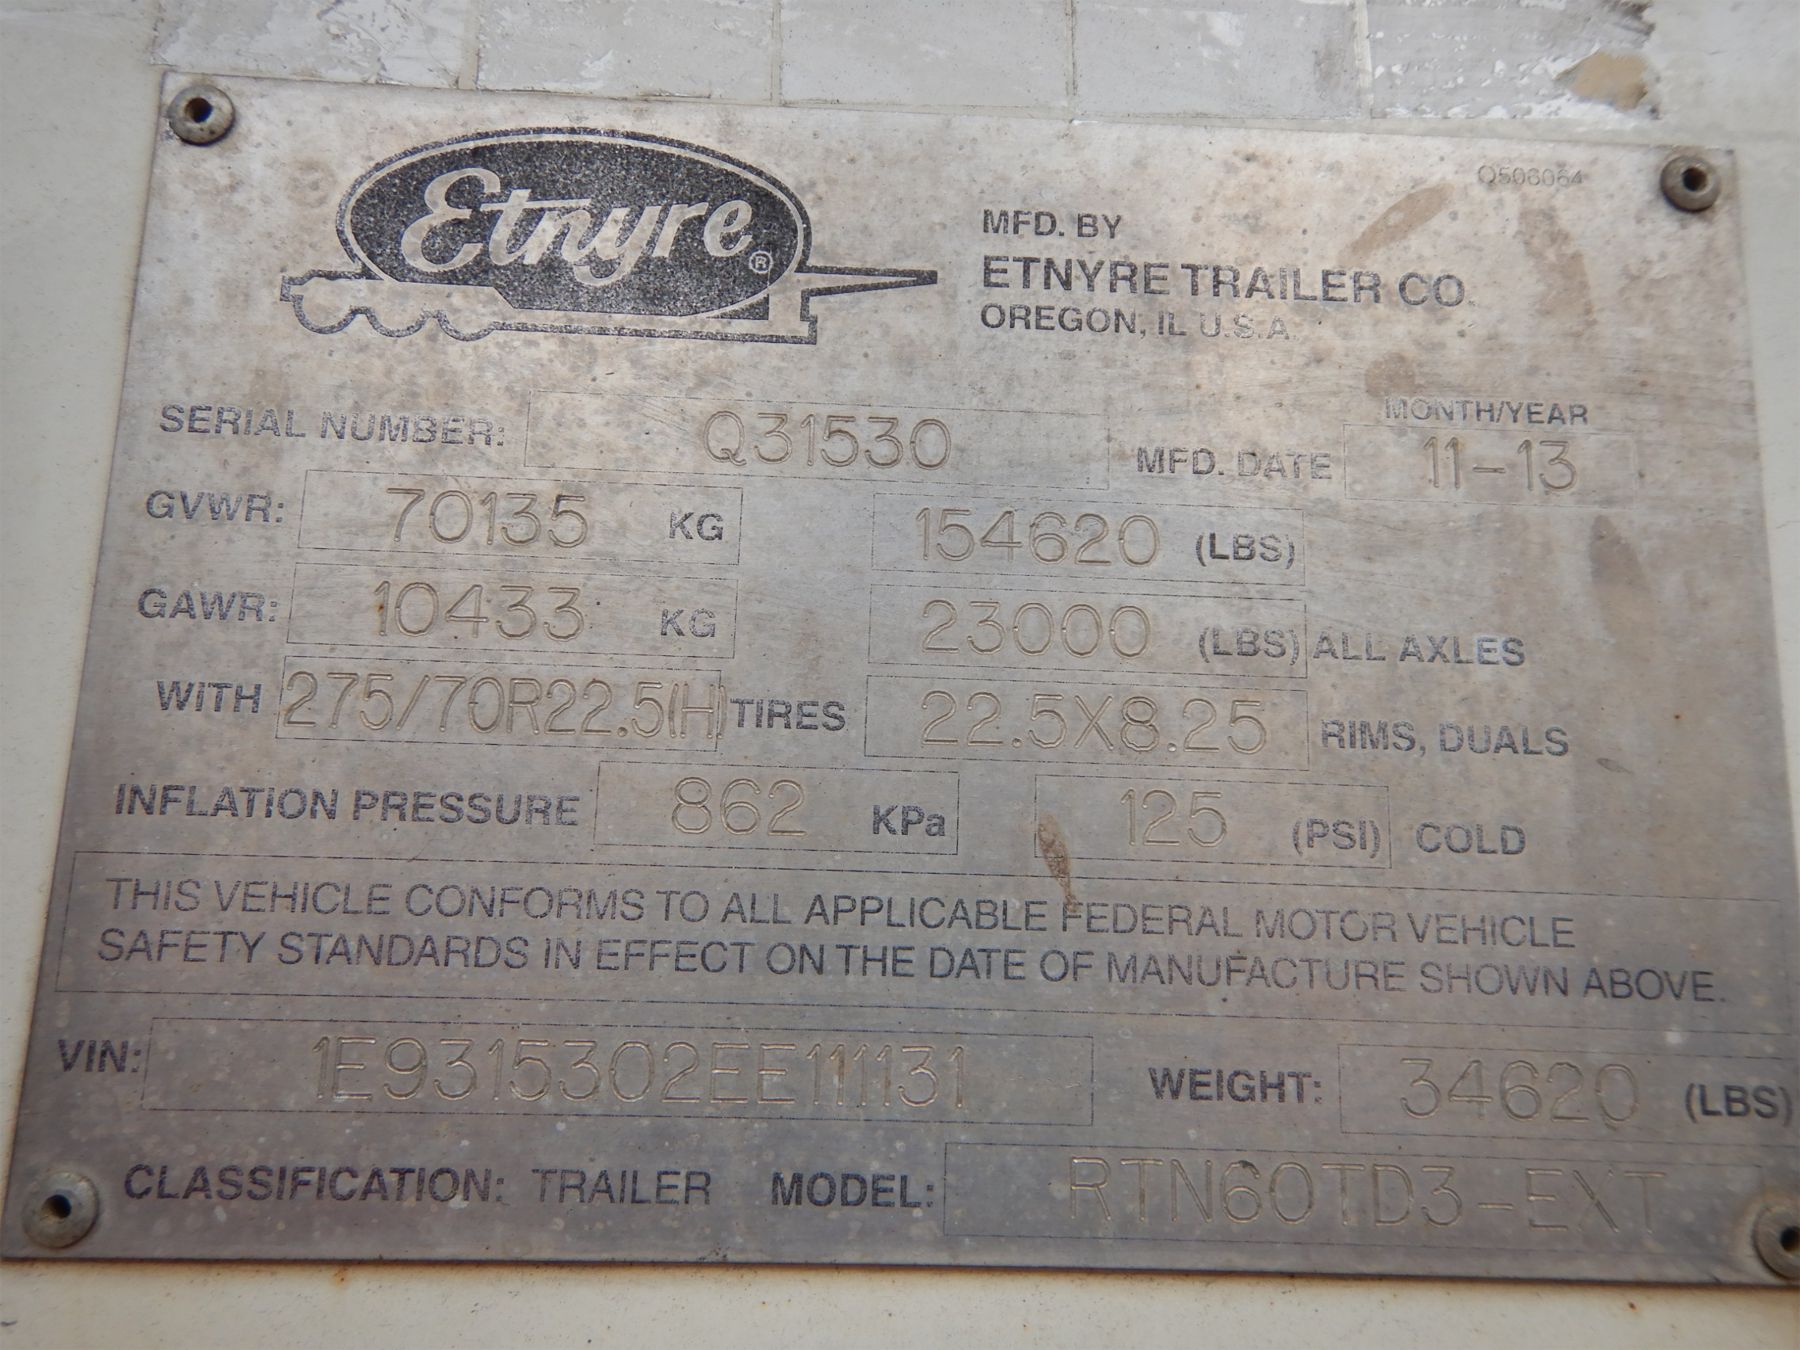 Q506064
Etnyre®
MFD. BY
ETNYRE TRAILER CO.
OREGON, IL U.S.A.
MONTH/YEAR
SERIAL NUMBER: Q31530 MFD. DATE 11-13
GVWR: 70135 KG 154620 (LBS)
GAWR: 10433 KG 23000 (LBS) ALL AXLES
WITH 275/70R22.5(H) TIRES 22.5X8.25 RIMS, DUALS
INFLATION PRESSURE 862 KPa 125 (PSI) COLD
THIS VEHICLE CONFORMS TO ALL APPLICABLE FEDERAL MOTOR VEHICLE
SAFETY STANDARDS IN EFFECT ON THE DATE OF MANUFACTURE SHOWN ABOVE.
VIN: 1E9315302EE111131 WEIGHT: 34620 (LBS)
CLASSIFICATION: TRAILER MODEL: RTN60TD3-EXT